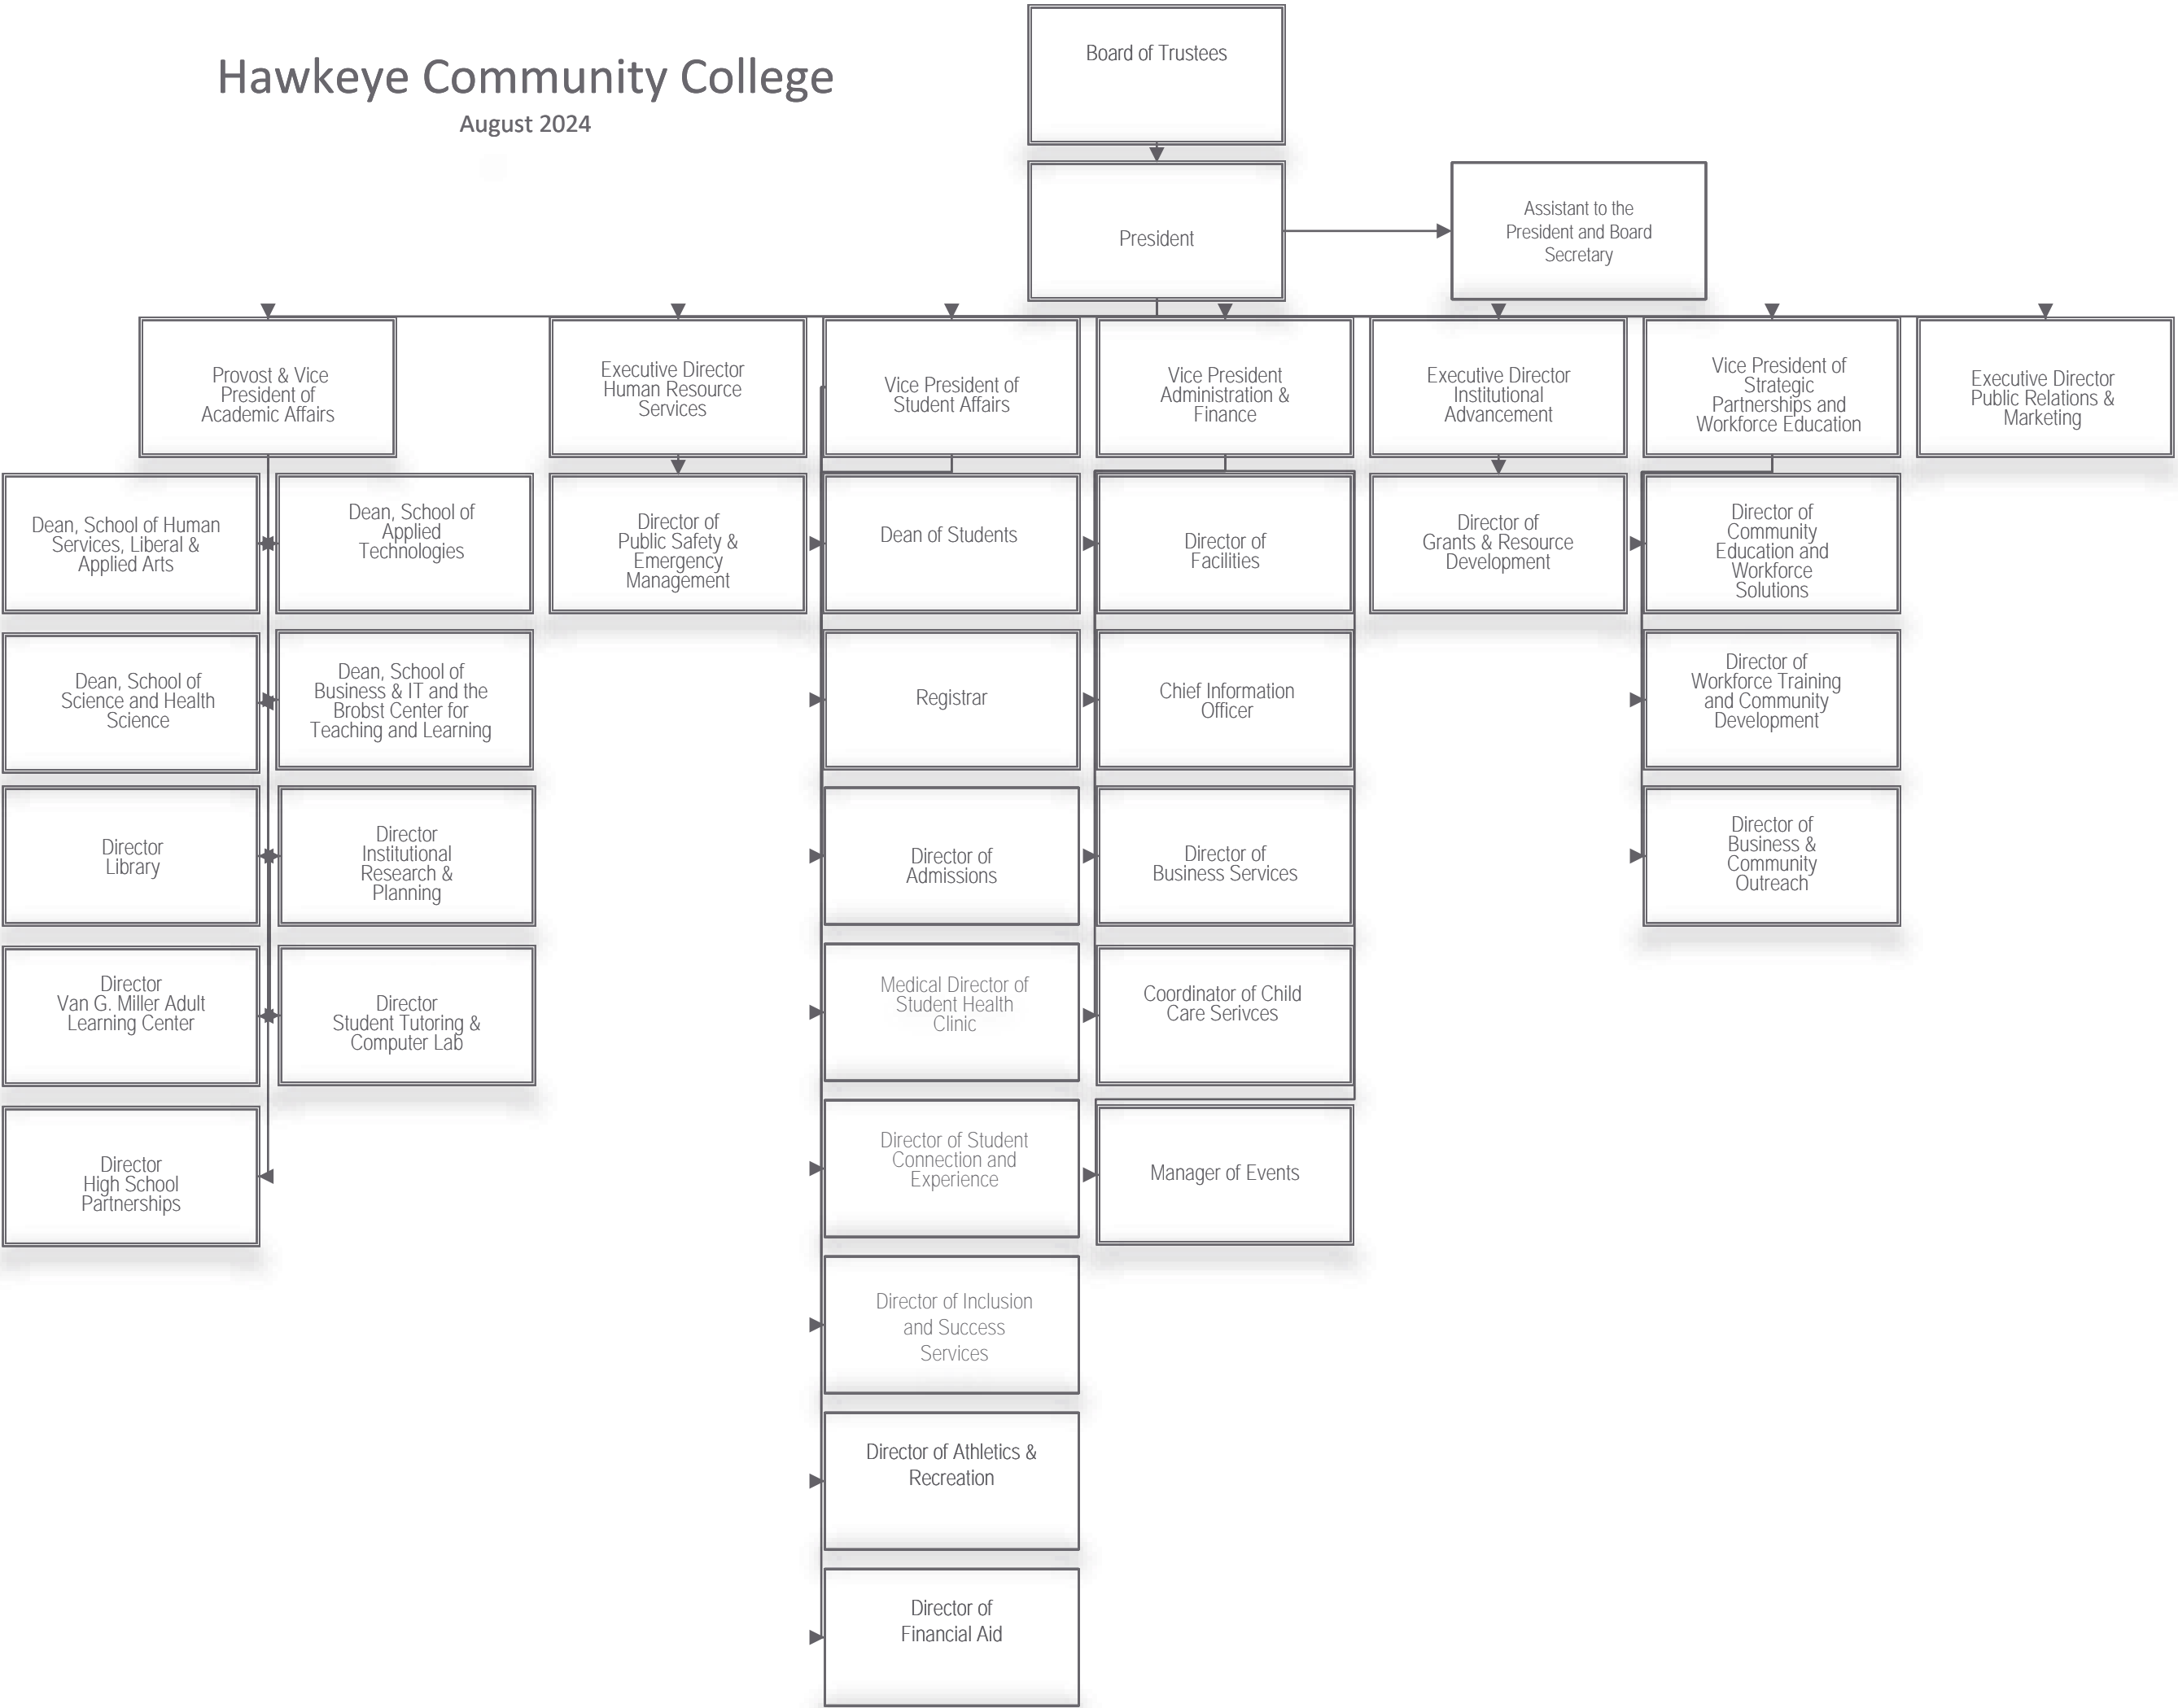 Hawkeye Community College
August 2024
Board of Trustees
President
Assistant to the
President and Board
Secretary
Provost & Vice
President of
Academic Affairs
Executive Director
Human Resource
Services
Vice President of
Student Affairs
Vice President
Administration &
Finance
Executive Director
Institutional
Advancement
Vice President of
Strategic
Partnerships and
Workforce Education
Executive Director
Public Relations &
Marketing
Dean, School of Human
Services, Liberal &
Applied Arts
Dean, School of
Applied
Technologies
Director of
Public Safety &
Emergency
Management
Dean of Students
Director of
Facilities
Director of
Grants & Resource
Development
Director of
Community
Education and
Workforce
Solutions
Dean, School of
Science and Health
Science
Dean, School of
Business & IT and the
Brobst Center for
Teaching and Learning
Registrar
Chief Information
Officer
Director of
Workforce Training
and Community
Development
Director
Library
Director
Institutional
Research &
Planning
Director of
Admissions
Director of
Business Services
Director of
Business &
Community
Outreach
Director
Van G. Miller Adult
Learning Center
Director
Student Tutoring &
Computer Lab
Medical Director of
Student Health
Clinic
Coordinator of Child
Care Serivces
Director
High School
Partnerships
Director of Student
Connection and
Experience
Manager of Events
Director of Inclusion
and Success
Services
Director of Athletics &
Recreation
Director of
Financial Aid